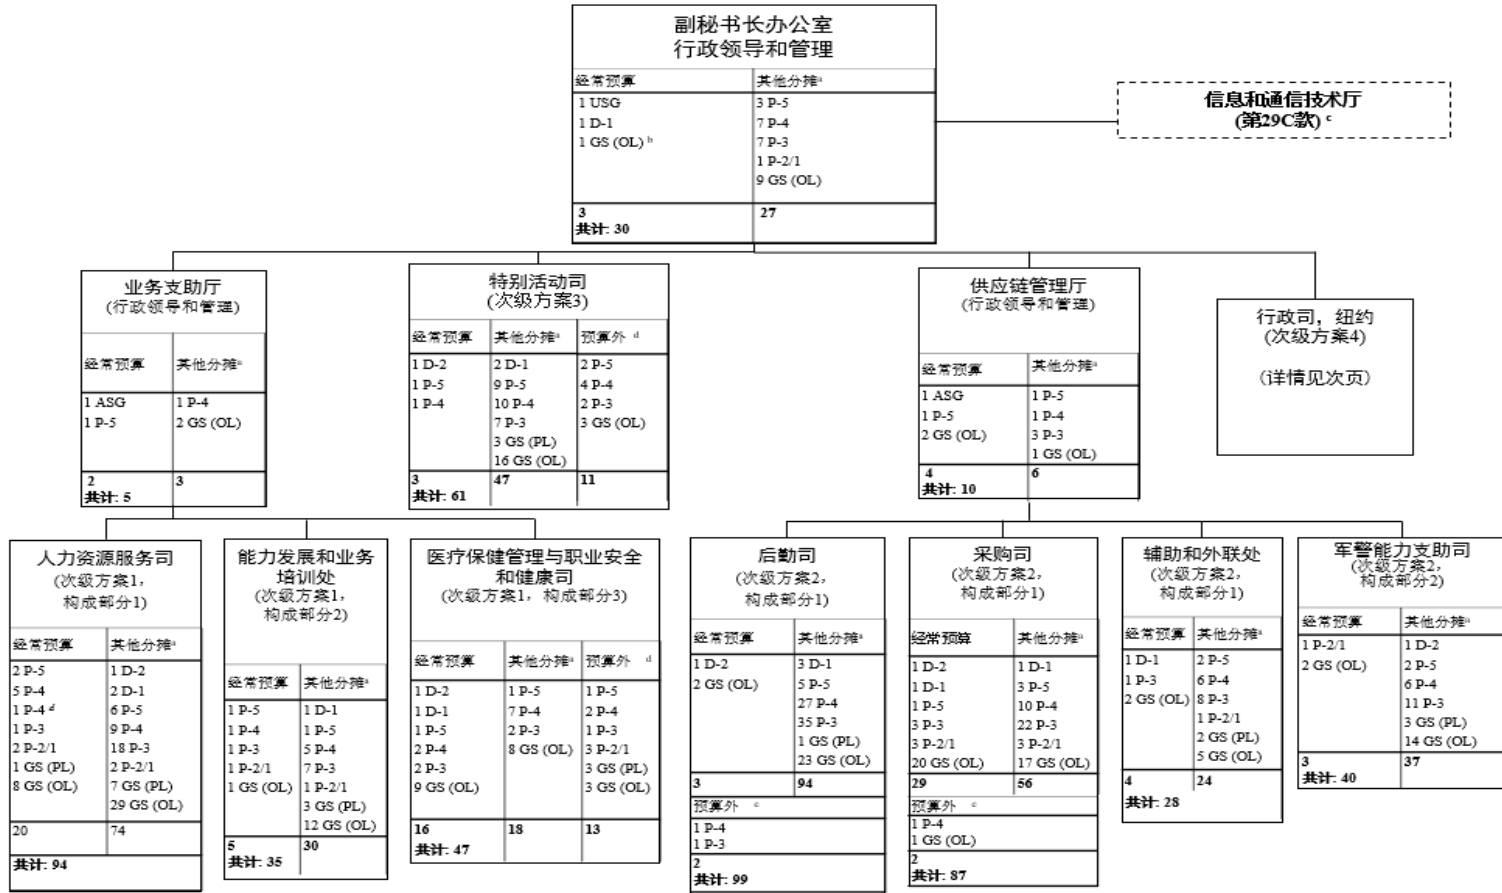 副秘书长办公室
行政领导和管理
经常预算
其他分摊ª
1 USG
1 D-1
1 GS (OL) ᵇ
3 P-5
7 P-4
7 P-3
1 P-2/1
9 GS (OL)
3
27
共计: 30
信息和通信技术厅
(第29C款) ᶜ
业务支助厅
(行政领导和管理)
经常预算
其他分摊ª
1 ASG
1 P-5
1 P-4
2 GS (OL)
2
3
共计: 5
特别活动司
(次级方案3)
经常预算
其他分摊ª
预算外 ᵈ
1 D-2
1 P-5
1 P-4
2 D-1
9 P-5
10 P-4
7 P-3
3 GS (PL)
16 GS (OL)
2 P-5
4 P-4
2 P-3
3 GS (OL)
3
47
11
共计: 61
供应链管理厅
(行政领导和管理)
经常预算
其他分摊ª
1 ASG
1 P-5
2 GS (OL)
1 P-5
1 P-4
3 P-3
1 GS (OL)
4
6
共计: 10
行政司，纽约
(次级方案4)
(详情见次页)
人力资源服务司
(次级方案1，
构成部分1)
经常预算
其他分摊ª
2 P-5
5 P-4
1 P-4 ᵈ
1 P-3
2 P-2/1
1 GS (PL)
8 GS (OL)
1 D-2
2 D-1
6 P-5
9 P-4
18 P-3
2 P-2/1
7 GS (PL)
29 GS (OL)
20
74
共计: 94
能力发展和业务
培训处
(次级方案1，
构成部分2)
经常预算
其他分摊ª
1 P-5
1 P-4
1 P-3
1 P-2/1
1 GS (OL)
1 D-1
1 P-5
5 P-4
7 P-3
1 P-2/1
3 GS (PL)
12 GS (OL)
5
30
共计: 35
医疗保健管理与职业安全
和健康司
(次级方案1，构成部分3)
经常预算
其他分摊ª
预算外 ᵈ
1 D-2
1 D-1
1 P-5
2 P-4
2 P-3
9 GS (OL)
1 P-5
7 P-4
2 P-3
8 GS (OL)
1 P-5
2 P-4
1 P-3
3 P-2/1
3 GS (PL)
3 GS (OL)
16
18
13
共计: 47
后勤司
(次级方案2，
构成部分1)
经常预算
其他分摊ª
1 D-2
2 GS (OL)
3 D-1
5 P-5
27 P-4
35 P-3
1 GS (PL)
23 GS (OL)
3
94
预算外 ᶜ
1 P-4
1 P-3
2
共计: 99
采购司
(次级方案2，
构成部分1)
经常预算
其他分摊ª
1 D-2
1 D-1
1 P-5
3 P-3
3 P-2/1
20 GS (OL)
1 D-1
3 P-5
10 P-4
22 P-3
3 P-2/1
17 GS (OL)
29
56
预算外 ᶜ
1 P-4
1 GS (OL)
2
共计: 87
辅助和外联处
(次级方案2，
构成部分1)
经常预算
其他分摊ª
1 D-1
1 P-3
2 GS (OL)
2 P-5
6 P-4
8 P-3
1 P-2/1
2 GS (PL)
5 GS (OL)
4
24
共计: 28
军警能力支助司
(次级方案2，
构成部分2)
经常预算
其他分摊ª
1 P-2/1
2 GS (OL)
1 D-2
2 P-5
6 P-4
11 P-3
3 GS (PL)
14 GS (OL)
3
37
共计: 40